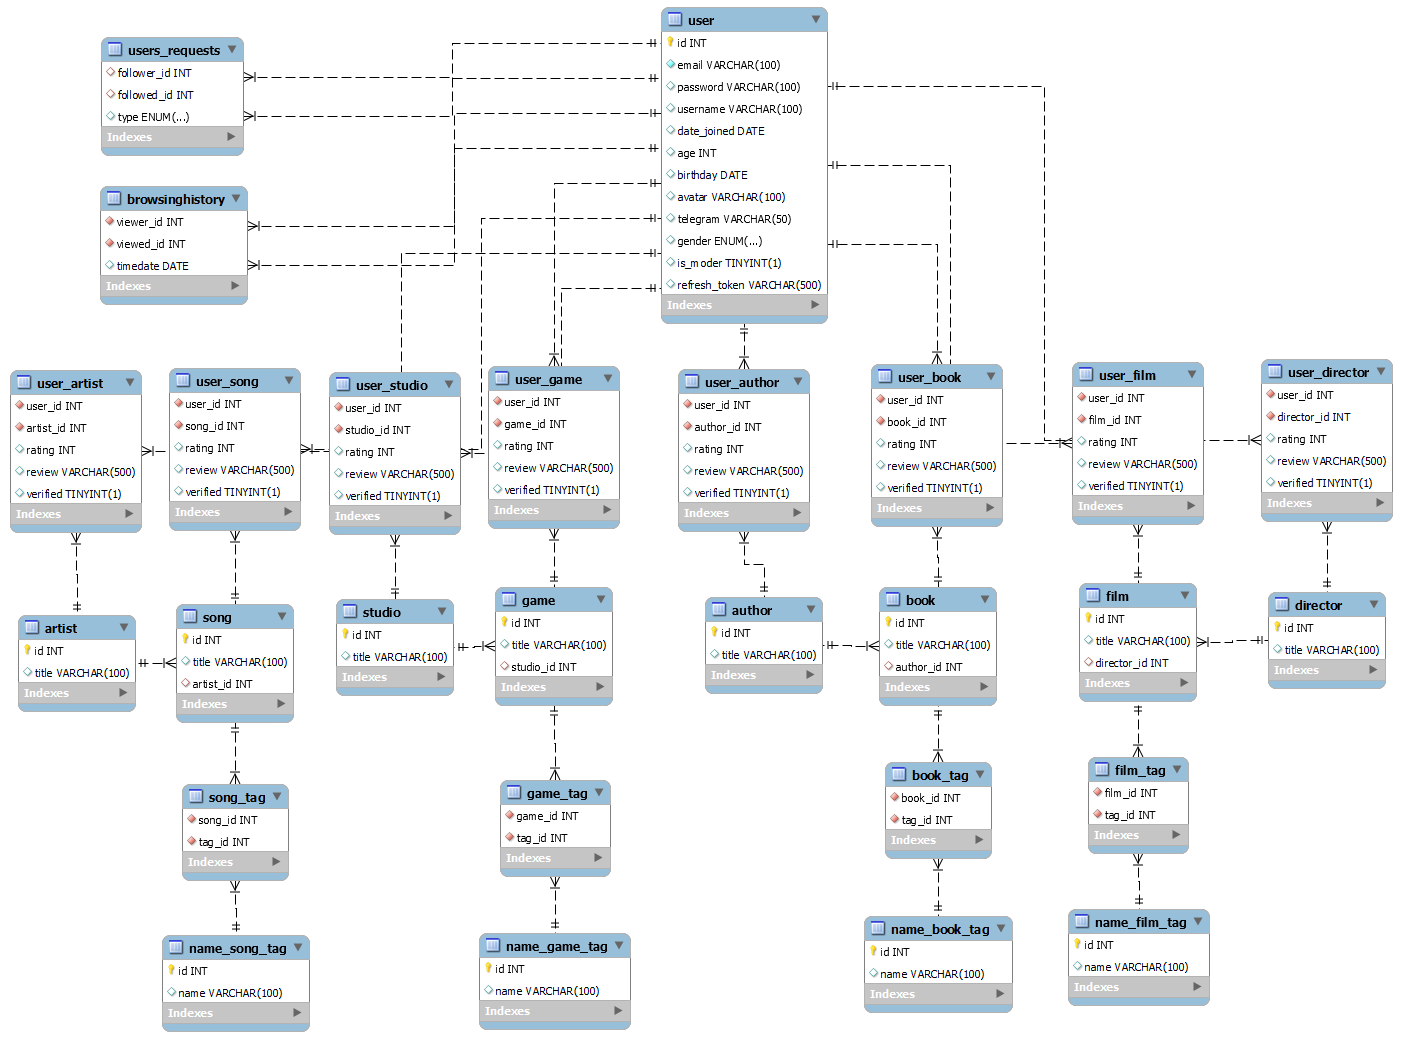 user
id INT
email VARCHAR(100)
password VARCHAR(100)
username VARCHAR(100)
date_joined DATE
age INT
birthday DATE
avatar VARCHAR(100)
telegram VARCHAR(50)
gender ENUM(...)
is_moder TINYINT(1)
refresh_token VARCHAR(500)
Indexes
users_requests
follower_id INT
followed_id INT
type ENUM(...)
Indexes
browsinghistory
viewer_id INT
viewed_id INT
timedate DATE
Indexes
user_artist
user_id INT
artist_id INT
rating INT
review VARCHAR(500)
verified TINYINT(1)
Indexes
user_song
user_id INT
song_id INT
rating INT
review VARCHAR(500)
verified TINYINT(1)
Indexes
user_studio
user_id INT
studio_id INT
rating INT
review VARCHAR(500)
verified TINYINT(1)
Indexes
user_game
user_id INT
game_id INT
rating INT
review VARCHAR(500)
verified TINYINT(1)
Indexes
user_author
user_id INT
author_id INT
rating INT
review VARCHAR(500)
verified TINYINT(1)
Indexes
user_book
user_id INT
book_id INT
rating INT
review VARCHAR(500)
verified TINYINT(1)
Indexes
user_film
user_id INT
film_id INT
rating INT
review VARCHAR(500)
verified TINYINT(1)
Indexes
user_director
user_id INT
director_id INT
rating INT
review VARCHAR(500)
verified TINYINT(1)
Indexes
artist
id INT
title VARCHAR(100)
Indexes
song
id INT
title VARCHAR(100)
artist_id INT
Indexes
studio
id INT
title VARCHAR(100)
Indexes
game
id INT
title VARCHAR(100)
studio_id INT
Indexes
author
id INT
title VARCHAR(100)
Indexes
book
id INT
title VARCHAR(100)
author_id INT
Indexes
film
id INT
title VARCHAR(100)
director_id INT
Indexes
director
id INT
title VARCHAR(100)
Indexes
song_tag
song_id INT
tag_id INT
Indexes
game_tag
game_id INT
tag_id INT
Indexes
book_tag
book_id INT
tag_id INT
Indexes
film_tag
film_id INT
tag_id INT
Indexes
name_song_tag
id INT
name VARCHAR(100)
Indexes
name_game_tag
id INT
name VARCHAR(100)
Indexes
name_book_tag
id INT
name VARCHAR(100)
Indexes
name_film_tag
id INT
name VARCHAR(100)
Indexes